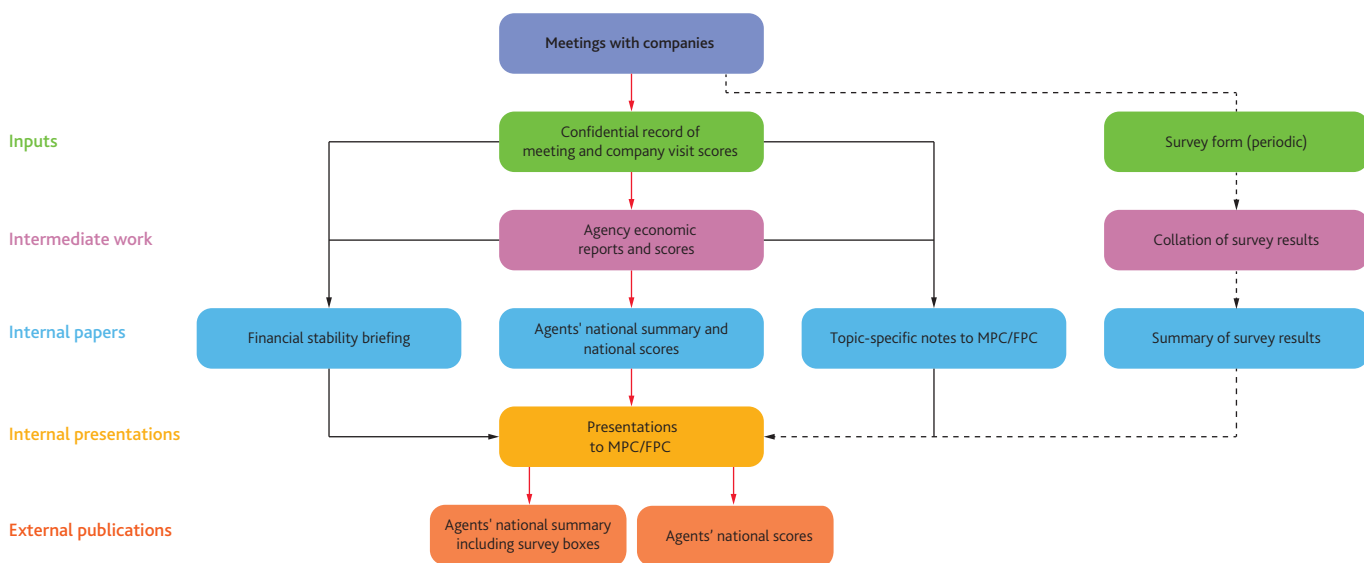 Meetings with companies
Inputs
Confidential record of
meeting and company visit scores
Survey form (periodic)
Intermediate work
Agency economic
reports and scores
Collation of survey results
Internal papers
Financial stability briefing
Agents' national summary and
national scores
Topic-specific notes to MPC/FPC
Summary of survey results
Internal presentations
Presentations
to MPC/FPC
External publications
Agents' national summary
including survey boxes
Agents' national scores